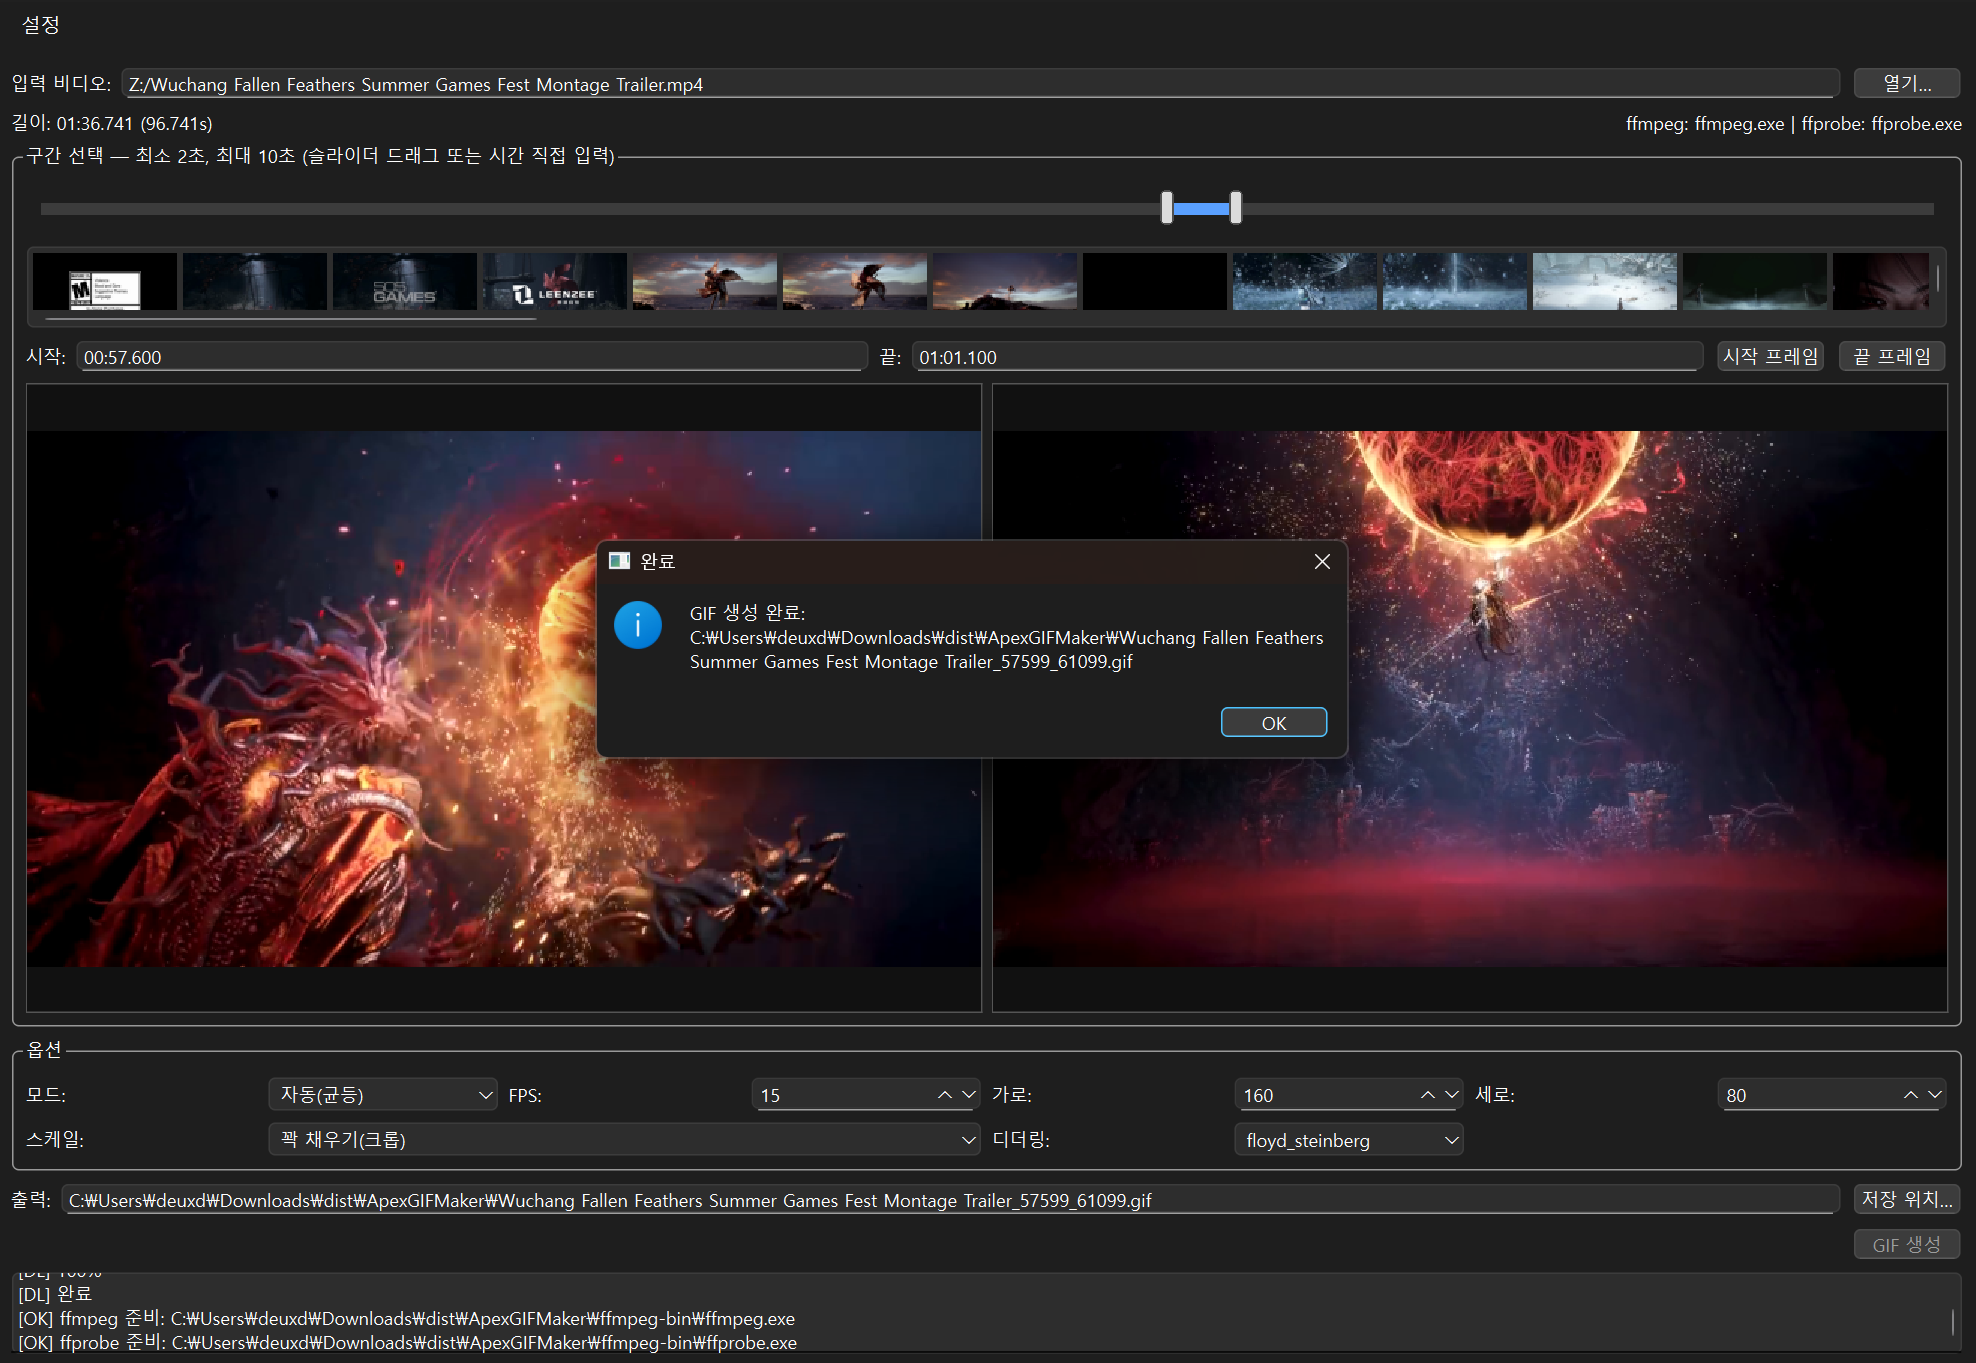 설정
입력 비디오: Z:/Wuchang Fallen Feathers Summer Games Fest Montage Trailer.mp4 열기...
길이: 01:36.741 (96.741s) ffmpeg: ffmpeg.exe | ffprobe: ffprobe.exe
구간 선택 — 최소 2초, 최대 10초 (슬라이더 드래그 또는 시간 직접 입력)
M
505
GAMES
LEENZEE
시작: 00:57.600 끝: 01:01.100 시작 프레임 끝 프레임
완료
GIF 생성 완료:
C:₩Users₩deuxd₩Downloads₩dist₩ApexGIFMaker₩Wuchang Fallen Feathers
Summer Games Fest Montage Trailer_57599_61099.gif
OK
옵션
모드: 자동(균등) FPS: 15 가로: 160 세로: 80
스케일: 꽉 채우기(크롭) 디더링: floyd_steinberg
출력: C:₩Users₩deuxd₩Downloads₩dist₩ApexGIFMaker₩Wuchang Fallen Feathers Summer Games Fest Montage Trailer_57599_61099.gif 저장 위치...
GIF 생성
[DL] 100%
[DL] 완료
[OK] ffmpeg 준비: C:₩Users₩deuxd₩Downloads₩dist₩ApexGIFMaker₩ffmpeg-bin₩ffmpeg.exe
[OK] ffprobe 준비: C:₩Users₩deuxd₩Downloads₩dist₩ApexGIFMaker₩ffmpeg-bin₩ffprobe.exe